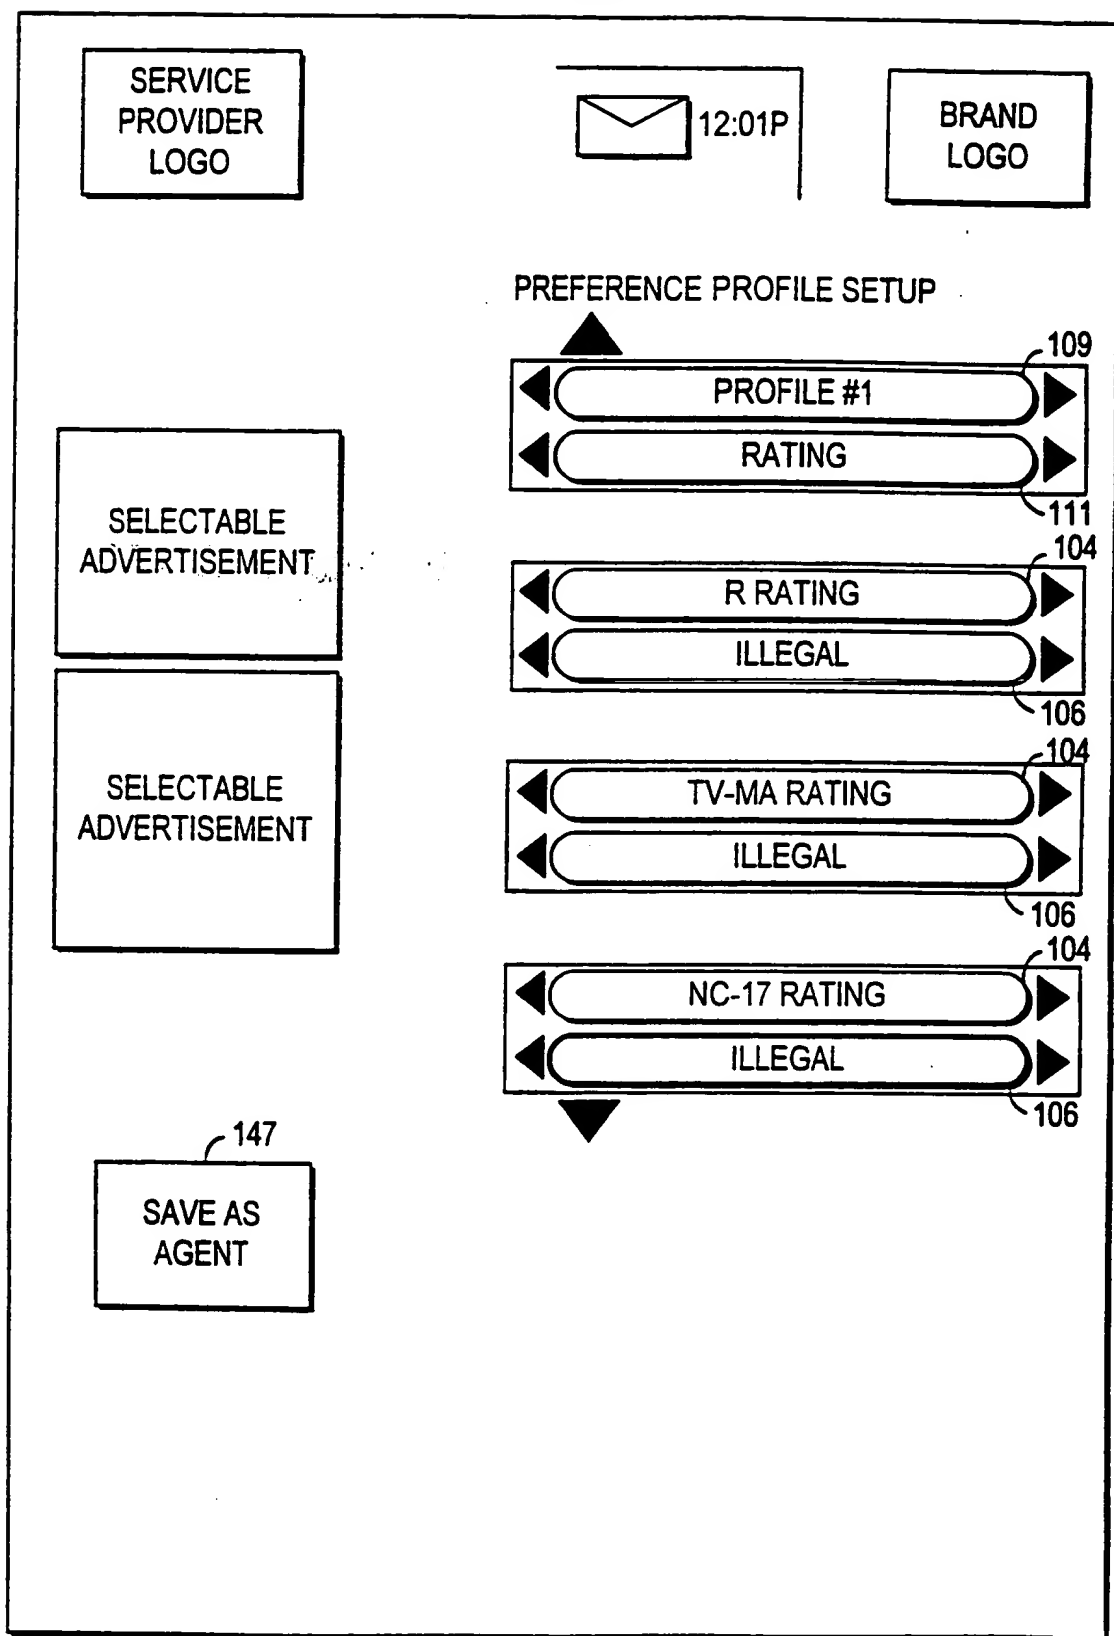 SERVICE
PROVIDER
LOGO
12:01P
BRAND
LOGO
PREFERENCE PROFILE SETUP
109
PROFILE #1
RATING
111
SELECTABLE
ADVERTISEMENT
104
R RATING
ILLEGAL
106
SELECTABLE
ADVERTISEMENT
104
TV-MA RATING
ILLEGAL
106
104
NC-17 RATING
ILLEGAL
106
147
SAVE AS
AGENT